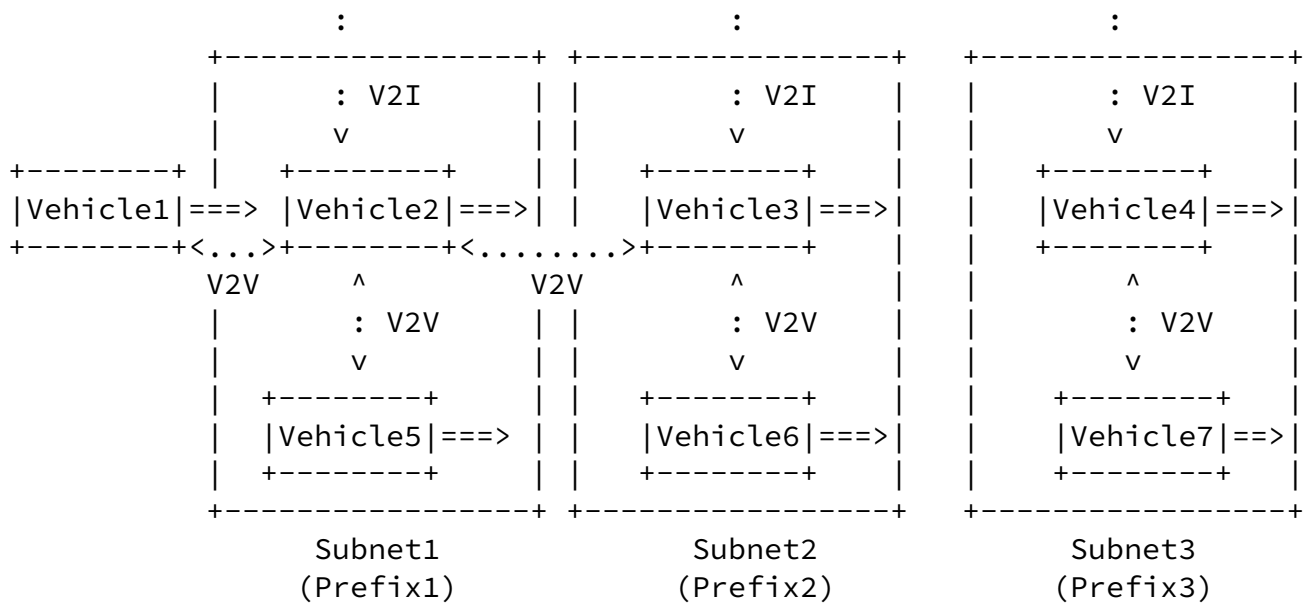 :                     :                    :
           +-----------------+ +-----------------+   +-----------------+
           |      : V2I      | |        : V2I    |   |       : V2I     |
           |      v          | |        v        |   |       v         |
+--------+ |   +--------+    | |   +--------+    |   |   +--------+    |
|Vehicle1|===> |Vehicle2|===>| |   |Vehicle3|===>|   |   |Vehicle4|===>|
+--------+<...>+--------+<........>+--------+    |   |   +--------+    |
           V2V     ^         V2V        ^        |   |        ^        |
           |       : V2V     | |        : V2V    |   |        : V2V    |
           |       v         | |        v        |   |        v        |
           |  +--------+     | |   +--------+    |   |    +--------+   |
           |  |Vehicle5|===> | |   |Vehicle6|===>|   |    |Vehicle7|==>|
           |  +--------+     | |   +--------+    |   |    +--------+   |
           +-----------------+ +-----------------+   +-----------------+
                 Subnet1              Subnet2              Subnet3
                (Prefix1)            (Prefix2)            (Prefix3)